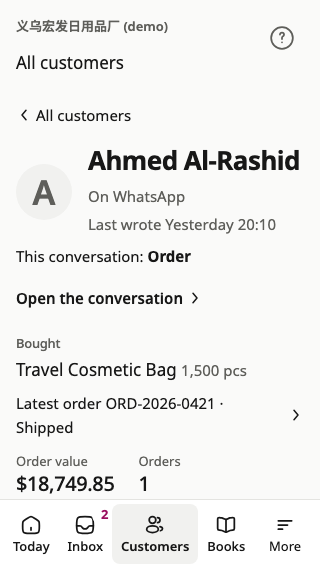 义乌宏发日用品厂 (demo)
All customers
All customers
A
Ahmed Al-Rashid
On WhatsApp
Last wrote Yesterday 20:10
This conversation: Order
Open the conversation
Bought
Travel Cosmetic Bag 1,500 pcs
Latest order ORD-2026-0421 ·
Shipped
Order value
Orders
$18,749.85
1
2
Today
Inbox
Customers
Books
More